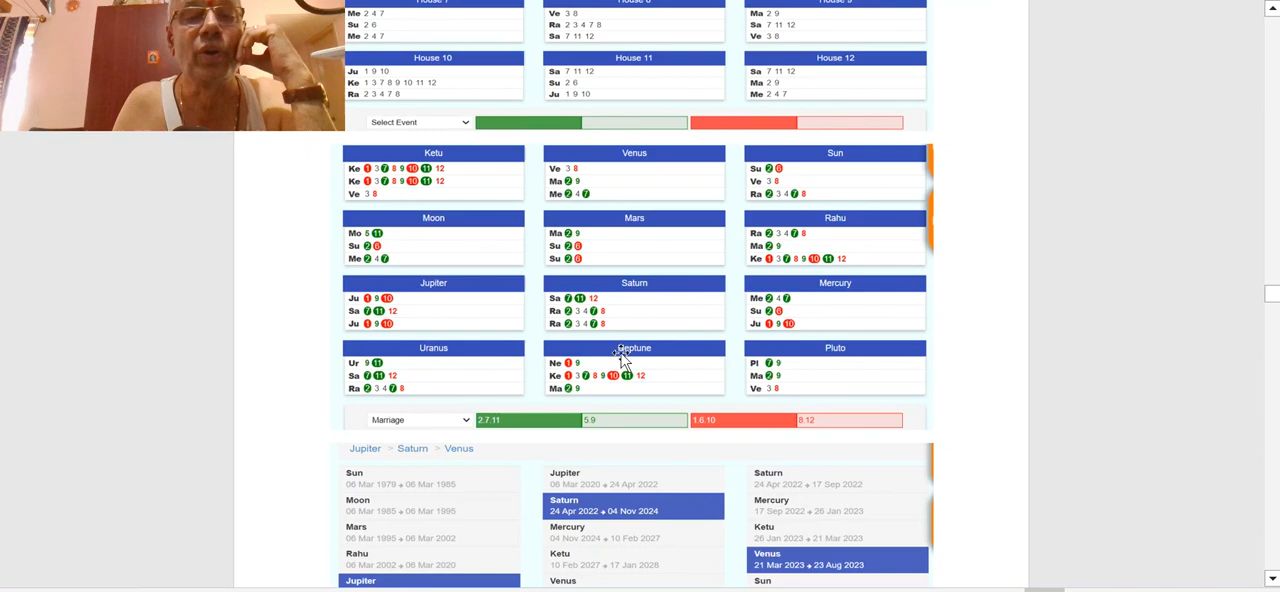 House 7
House 8
House 9
Me 2 4 7
Ve 3 8
Ma 2 9
Su 2 6
Ra 2 3 4 7 8
Sa 7 11 12
Me 2 4 7
Sa 7 11 12
Ve 3 8
House 10
House 11
House 12
Ju 1 9 10
Sa 7 11 12
Sa 7 11 12
Ke 1 3 7 8 9 10 11 12
Su 2 6
Ma 2 9
Ra 2 3 4 7 8
Ju 1 9 10
Me 2 4 7
Select Event
Ketu
Venus
Sun
Ke 1 3 7 8 9 10 11 12
Ve 3 8
Su 2 6
Ke 1 3 7 8 9 10 11 12
Ma 2 9
Ve 3 8
Ve 3 8
Me 2 4 7
Ra 2 3 4 7 8
Moon
Mars
Rahu
Mo 5 11
Ma 2 9
Ra 2 3 4 7 8
Su 2 6
Su 2 6
Ma 2 9
Me 2 4 7
Su 2 6
Ke 1 3 7 8 9 10 11 12
Jupiter
Saturn
Mercury
Ju 1 9 10
Sa 7 11 12
Me 2 4 7
Sa 7 11 12
Ra 2 3 4 7 8
Su 2 6
Ju 1 9 10
Ra 2 3 4 7 8
Ju 1 9 10
Uranus
Neptune
Pluto
Ur 9 11
Ne 1 9
Pl 7 9
Sa 7 11 12
Ke 1 3 7 8 9 10 11 12
Ma 2 9
Ra 2 3 4 7 8
Ma 2 9
Ve 3 8
Marriage 2.7.11 5.9 1.6.10 8.12
Jupiter > Saturn > Venus
Sun
Jupiter
Saturn
06 Mar 1979 → 06 Mar 1985
06 Mar 2020 → 24 Apr 2022
24 Apr 2022 → 17 Sep 2022
Moon
Saturn
Mercury
06 Mar 1985 → 06 Mar 1995
24 Apr 2022 → 04 Nov 2024
17 Sep 2022 → 26 Jan 2023
Mars
Mercury
Ketu
06 Mar 1995 → 06 Mar 2002
04 Nov 2024 → 10 Feb 2027
26 Jan 2023 → 21 Mar 2023
Rahu
Ketu
Venus
06 Mar 2002 → 06 Mar 2020
10 Feb 2027 → 17 Jan 2028
21 Mar 2023 → 23 Aug 2023
Jupiter
Venus
Sun